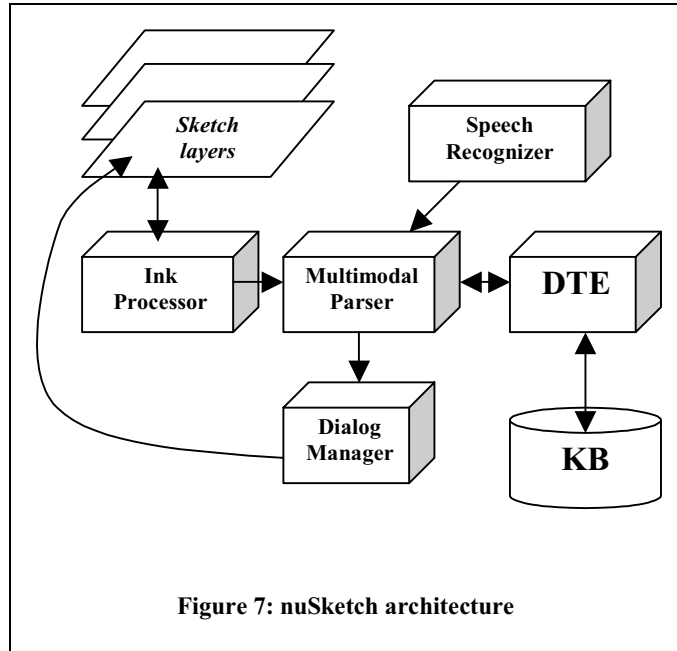 Sketch
layers
Speech
Recognizer
Ink
Processor
Multimodal
Parser
DTE
Dialog
Manager
KB
Figure 7: nuSketch architecture